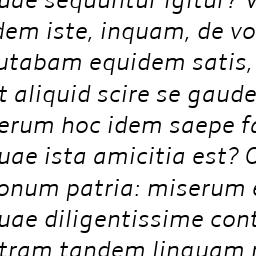 uae sequuntur igitur? V
dem iste, inquam, de vo
utabam equidem satis,
t aliquid scire se gaude
erum hoc idem saepe fa
uae ista amicitia est? C
onum patria: miserum e
uae diligentissime cont
tram tandem linguam r